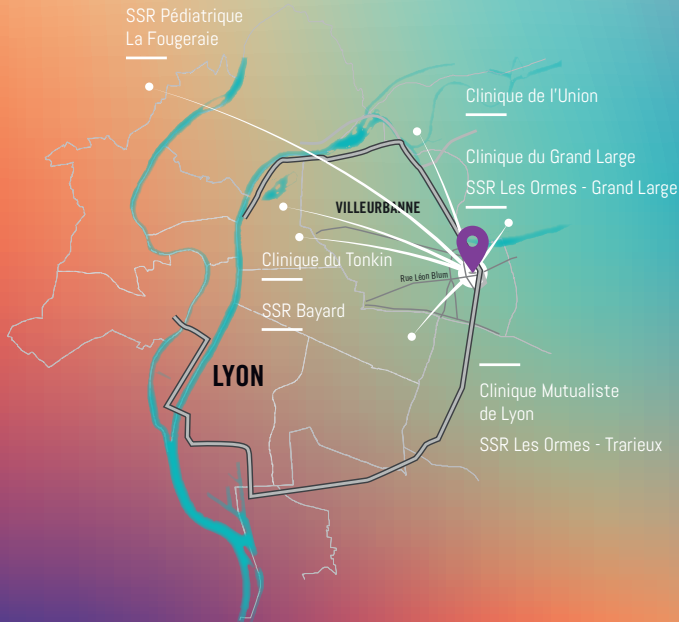 SSR Pédiatrique
La Fougeraie
Clinique de l'Union
Clinique du Grand Large
SSR Les Ormes - Grand Large
VILLEURBANNE
Clinique du Tonkin
Rue Léon Blum
SSR Bayard
LYON
Clinique Mutualiste
de Lyon
SSR Les Ormes - Trarieux